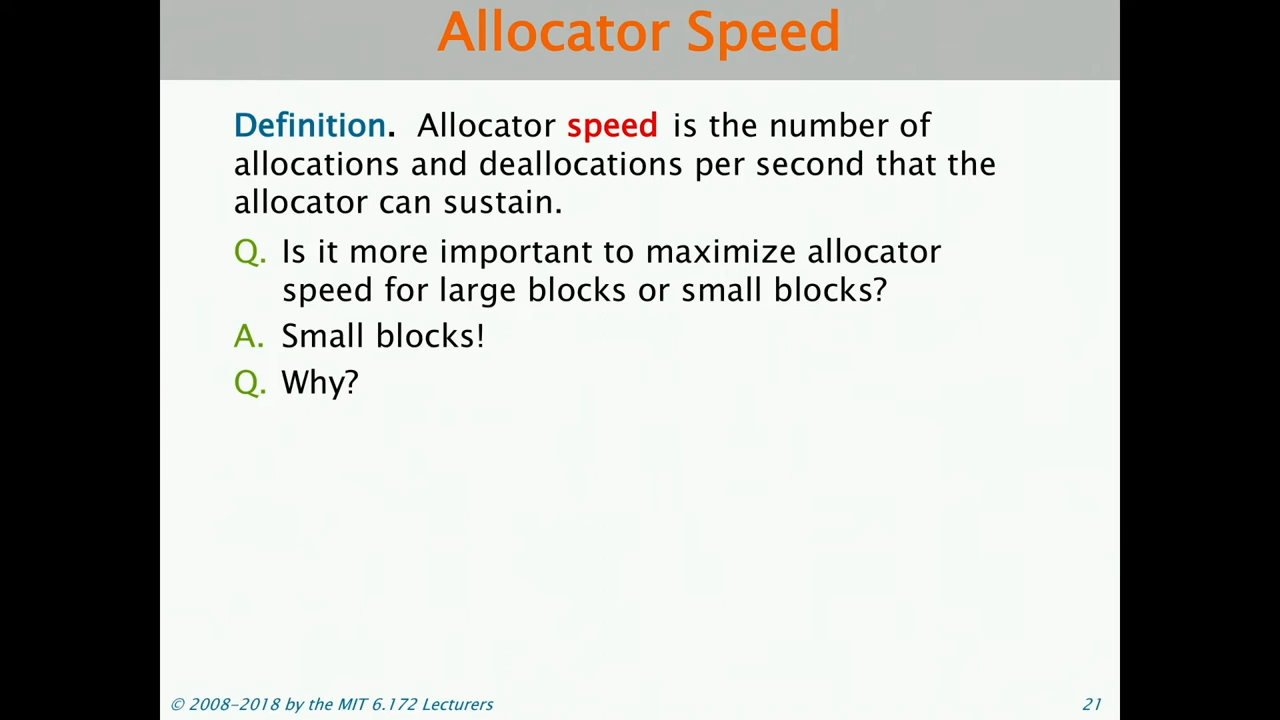 Allocator Speed
Definition. Allocator speed is the number of
allocations and deallocations per second that the
allocator can sustain.
Q. Is it more important to maximize allocator
speed for large blocks or small blocks?
A. Small blocks!
Q. Why?
© 2008–2018 by the MIT 6.172 Lecturers
21